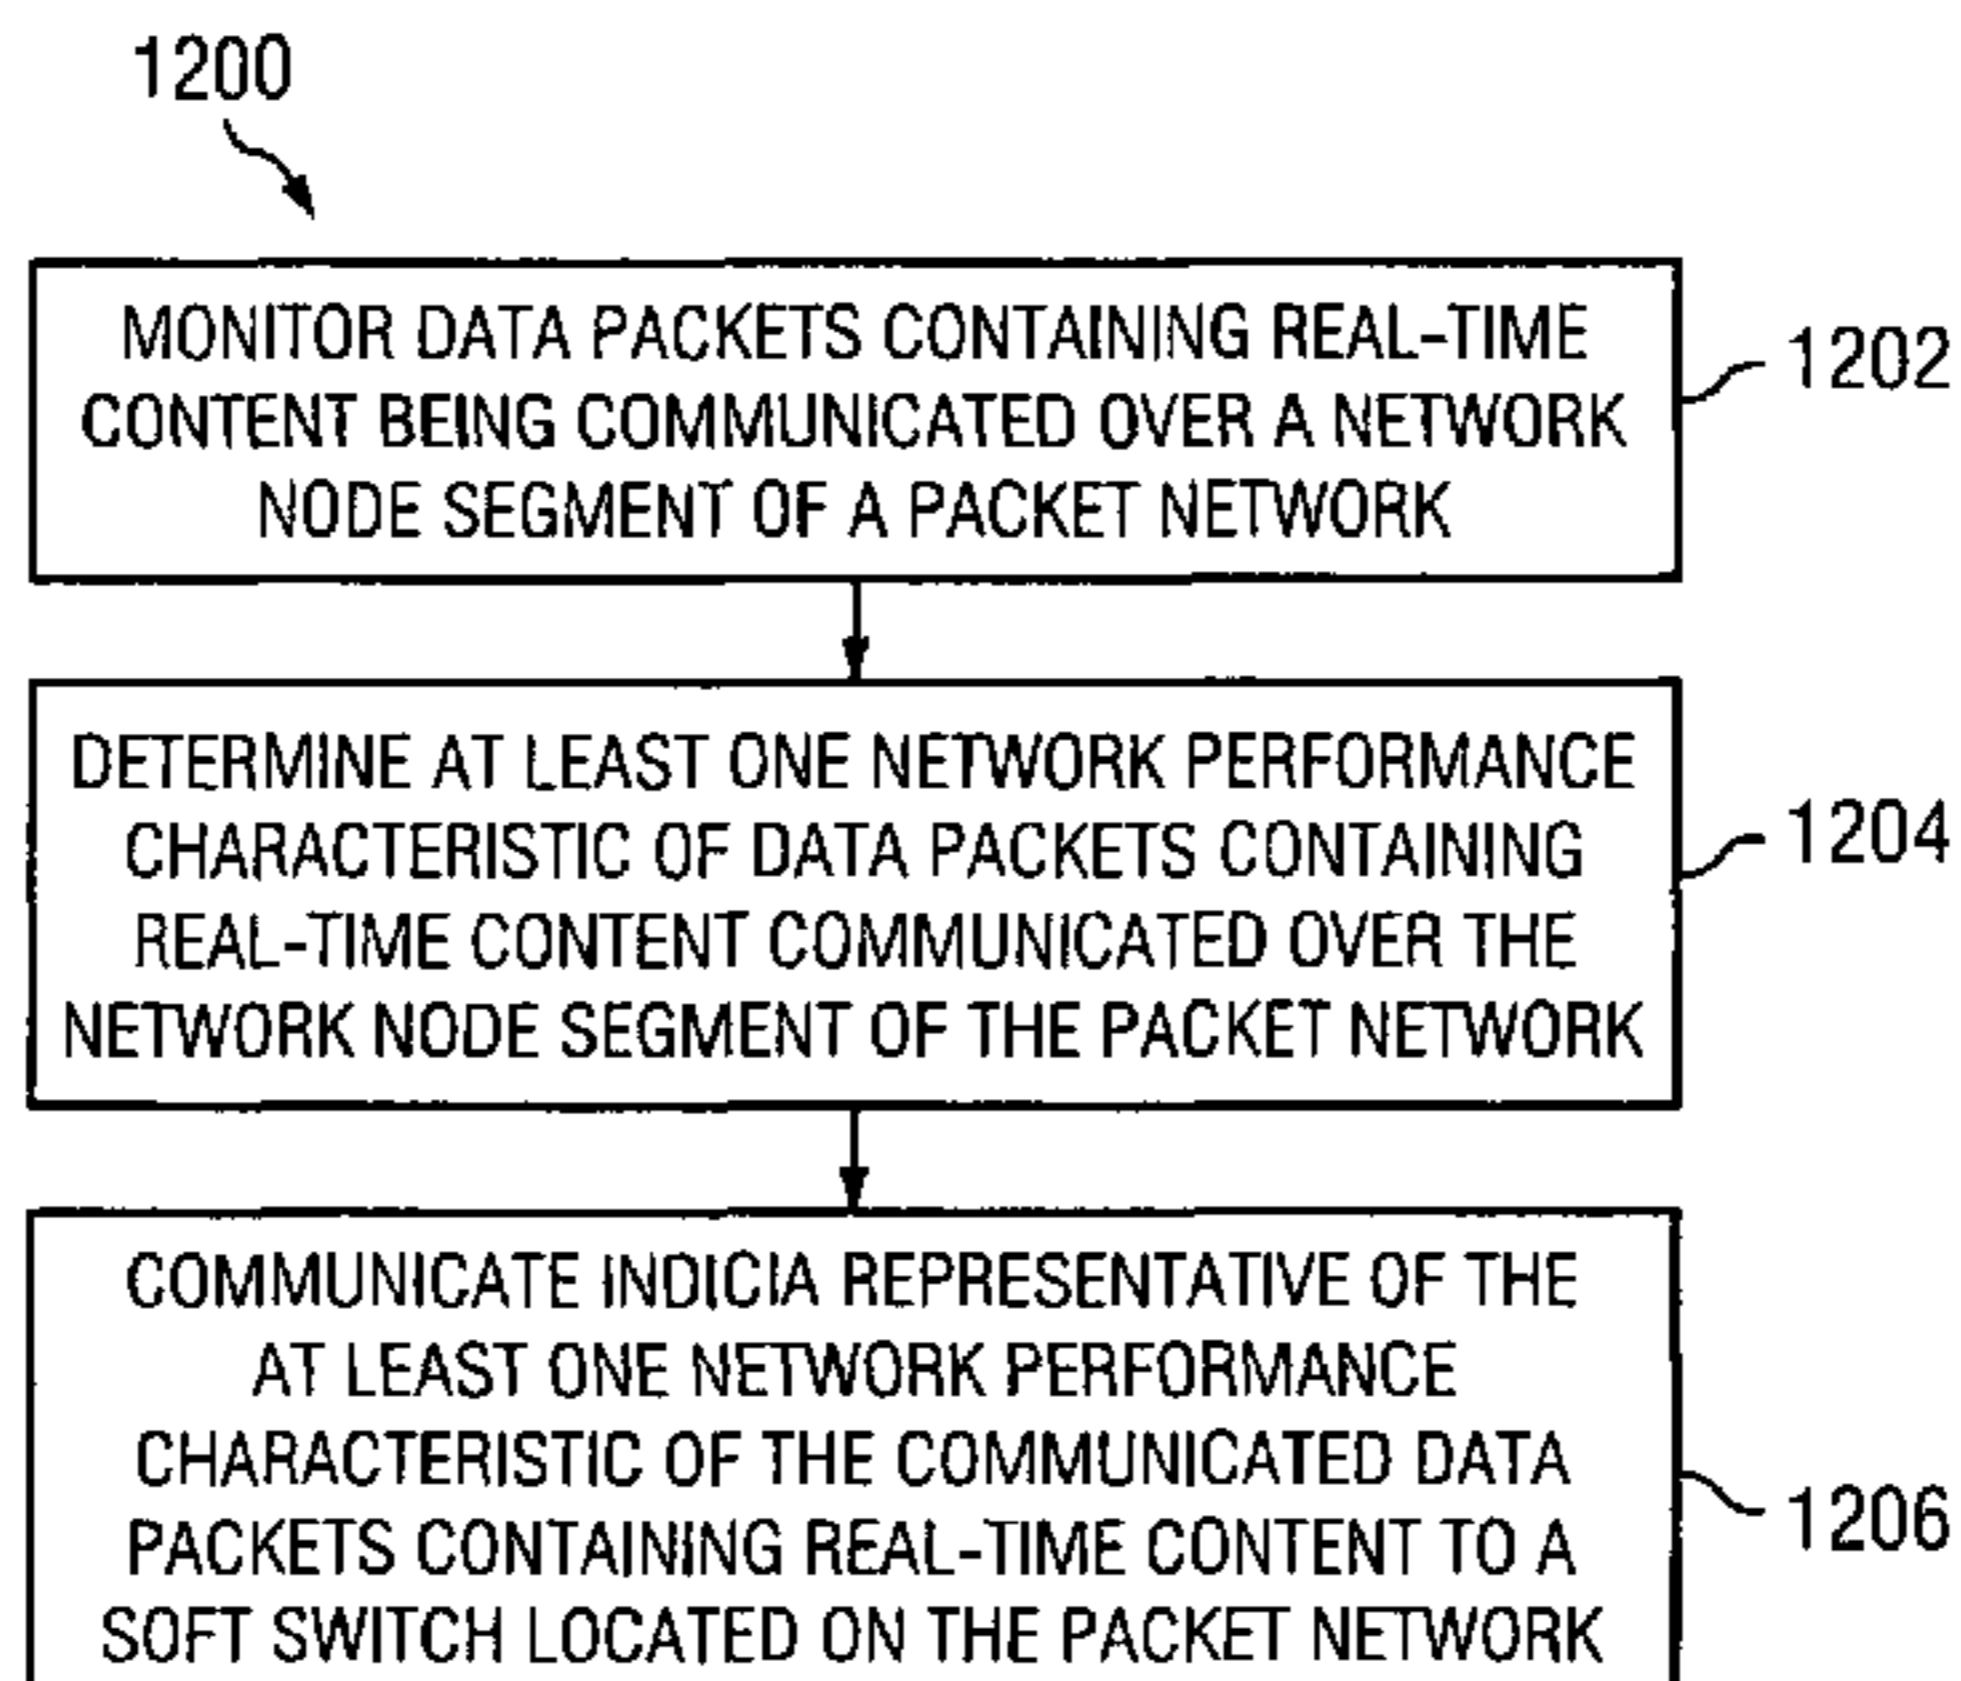 1200
MONITOR DATA PACKETS CONTAINING REAL-TIME
CONTENT BEING COMMUNICATED OVER A NETWORK
NODE SEGMENT OF A PACKET NETWORK
1202
DETERMINE AT LEAST ONE NETWORK PERFORMANCE
CHARACTERISTIC OF DATA PACKETS CONTAINING
REAL-TIME CONTENT COMMUNICATED OVER THE
NETWORK NODE SEGMENT OF THE PACKET NETWORK
1204
COMMUNICATE INDICIA REPRESENTATIVE OF THE
AT LEAST ONE NETWORK PERFORMANCE
CHARACTERISTIC OF THE COMMUNICATED DATA
PACKETS CONTAINING REAL-TIME CONTENT TO A
SOFT SWITCH LOCATED ON THE PACKET NETWORK
1206